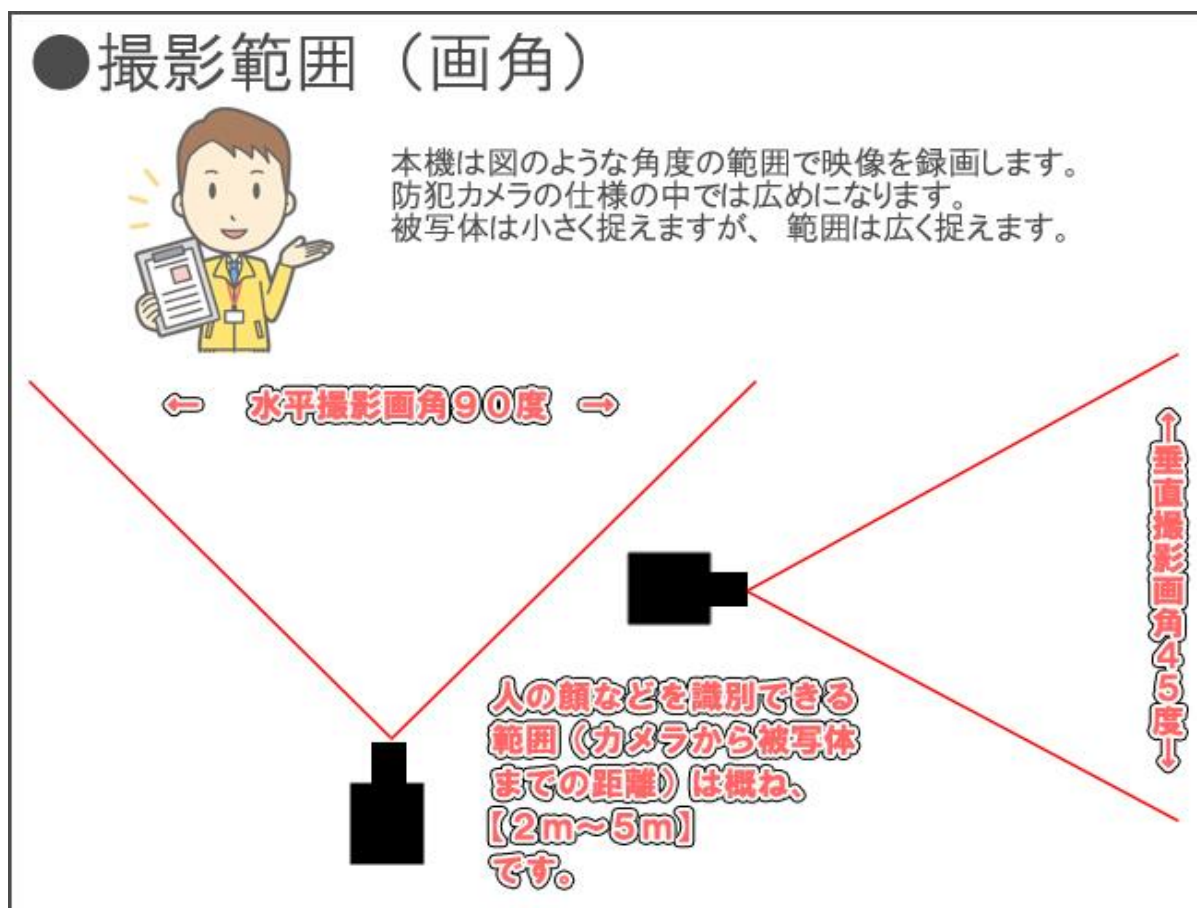 ●撮影範囲（画角）
本機は図のような角度の範囲で映像を録画します。
防犯カメラの仕様の中では広めになります。
被写体は小さく捉えますが、範囲は広く捉えます。
← 水平撮影画角９０度 →
←垂直撮影画角４５度→
人の顔などを識別できる
範囲（カメラから被写体
までの距離）は概ね、
【２ｍ～５ｍ】
です。